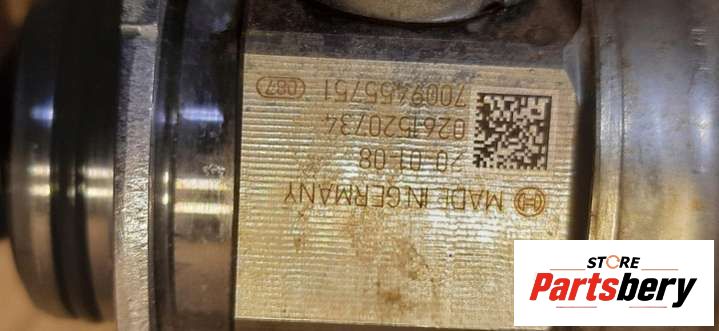 MADE IN GERMANY
20-01-08
0261520734
7009455751 087
STORE
Partsbery